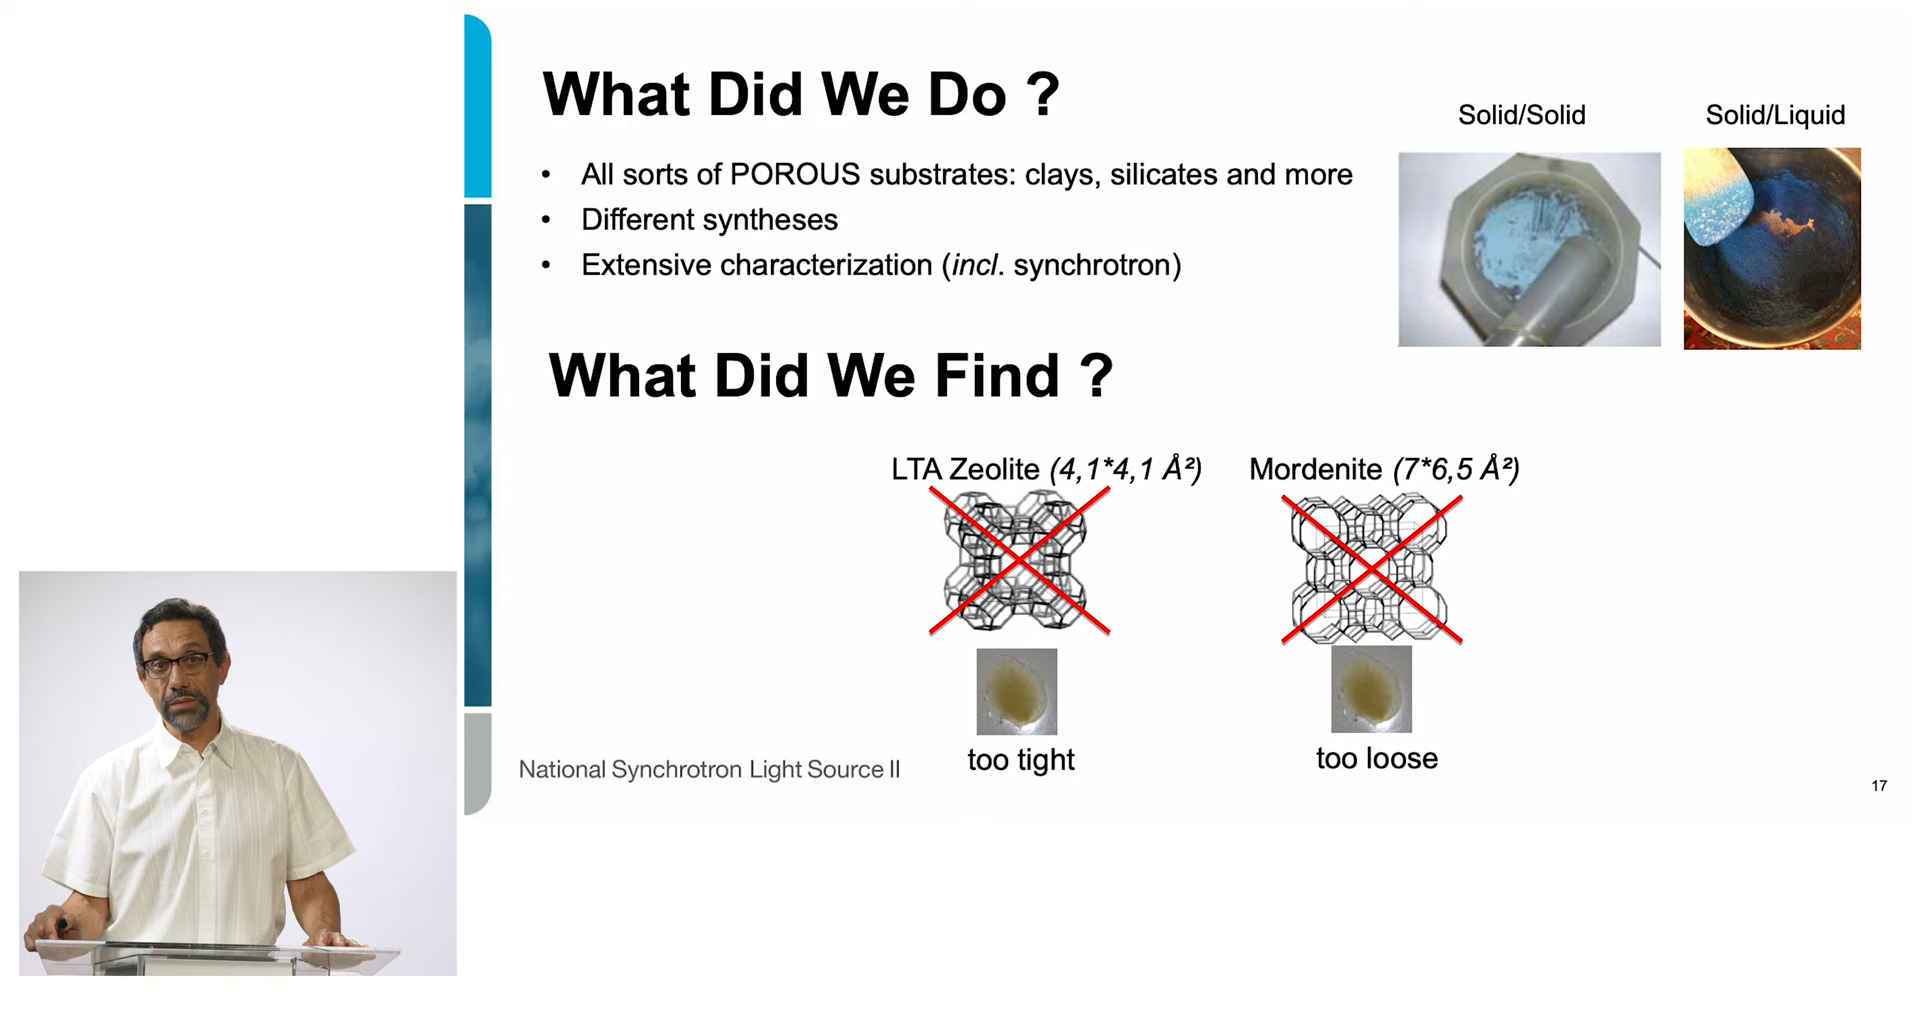 What Did We Do ?
Solid/Solid
Solid/Liquid
• All sorts of POROUS substrates: clays, silicates and more
• Different syntheses
• Extensive characterization (incl. synchrotron)
What Did We Find ?
LTA Zeolite (4,1*4,1 Å²)
Mordenite (7*6,5 Å²)
too tight
too loose
National Synchrotron Light Source II
17